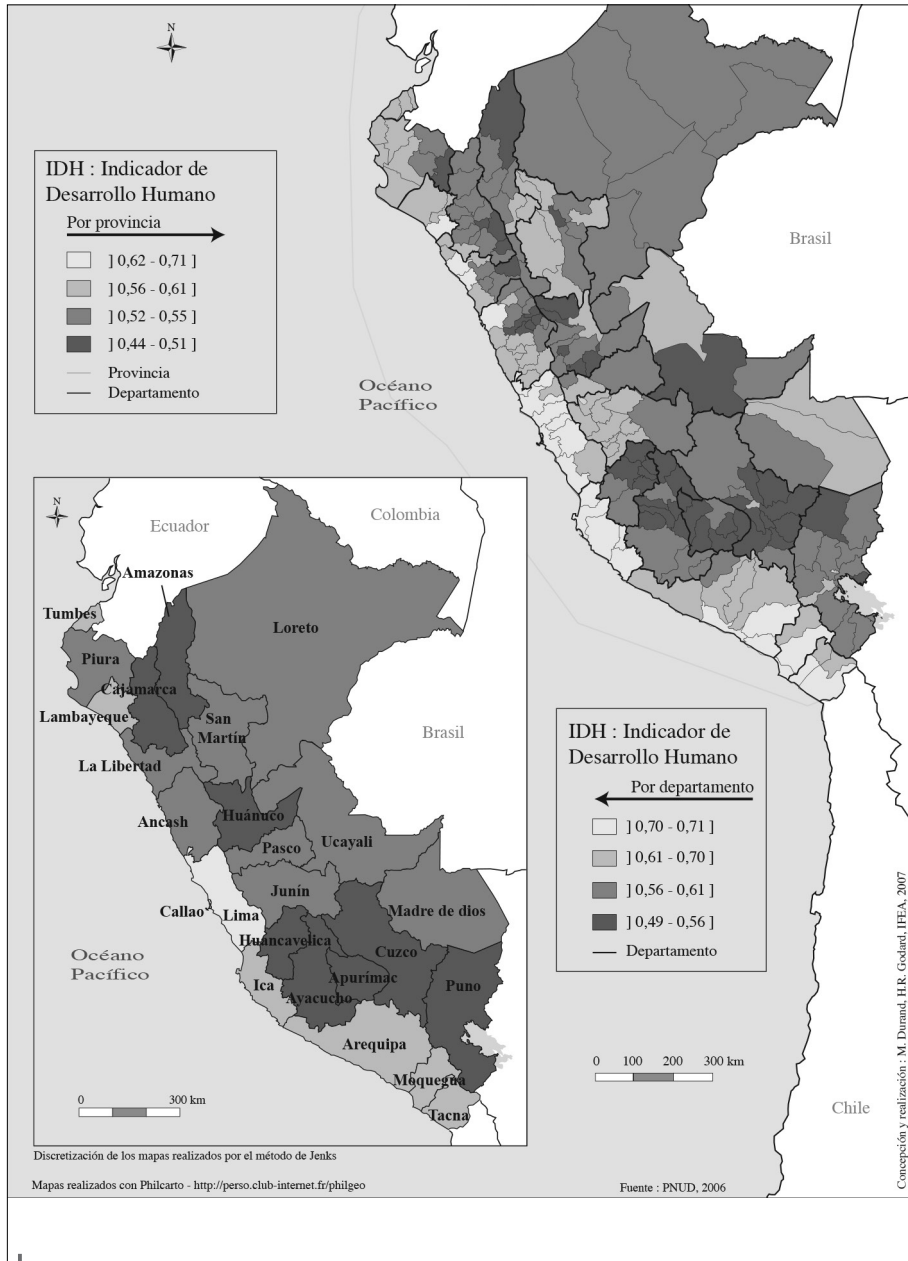 N
IDH : Indicador de
Desarrollo Humano
Por provincia
] 0,62 - 0,71 ]
] 0,56 - 0,61 ]
] 0,52 - 0,55 ]
] 0,44 - 0,51 ]
Provincia
Departamento
Brasil
Océano
Pacífico
N
Ecuador
Colombia
Amazonas
Tumbes
Loreto
Piura
Cajamarca
Lambayeque
San
Martín
Brasil
La Libertad
Huánuco
Ancash
Ucayali
Pasco
Junín
Madre de dios
Callao
Lima
Huancavelica
Cuzco
Océano
Pacífico
Apurímac
Ica
Ayacucho
Puno
Arequipa
Moquegua
Tacna
0 300 km
IDH : Indicador de
Desarrollo Humano
Por departamento
] 0,70 - 0,71 ]
] 0,61 - 0,70 ]
] 0,56 - 0,61 ]
] 0,49 - 0,56 ]
Departamento
0 100 200 300 km
Chile
Discretización de los mapas realizados por el método de Jenks
Mapas realizados con Philcarto - http://perso.club-internet.fr/philgeo
Fuente : PNUD, 2006
Concepción y realización : M. Durand, H.R. Godard, IFEA, 2007